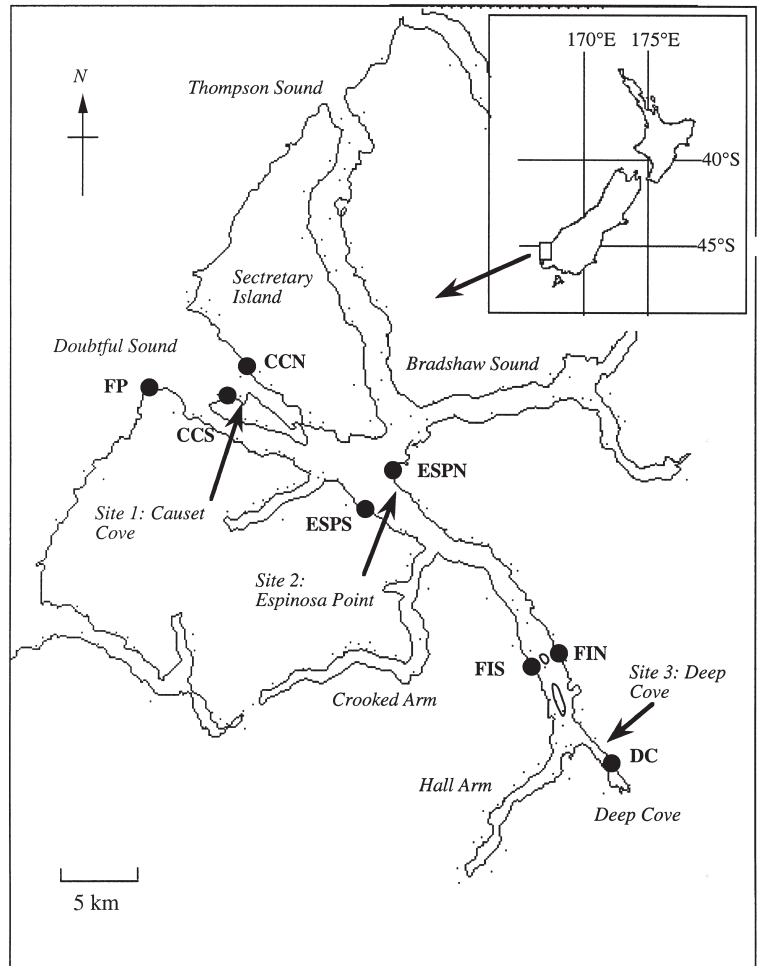 170°E 175°E
N
Thompson Sound
40°S
45°S
Sectretary
Island
Doubtful Sound
CCN
Bradshaw Sound
FP
CCS
ESPN
Site 1: Causet
Cove
ESPS
Site 2:
Espinosa Point
FIN
FIS
Site 3: Deep
Cove
Crooked Arm
DC
Hall Arm
Deep Cove
5 km